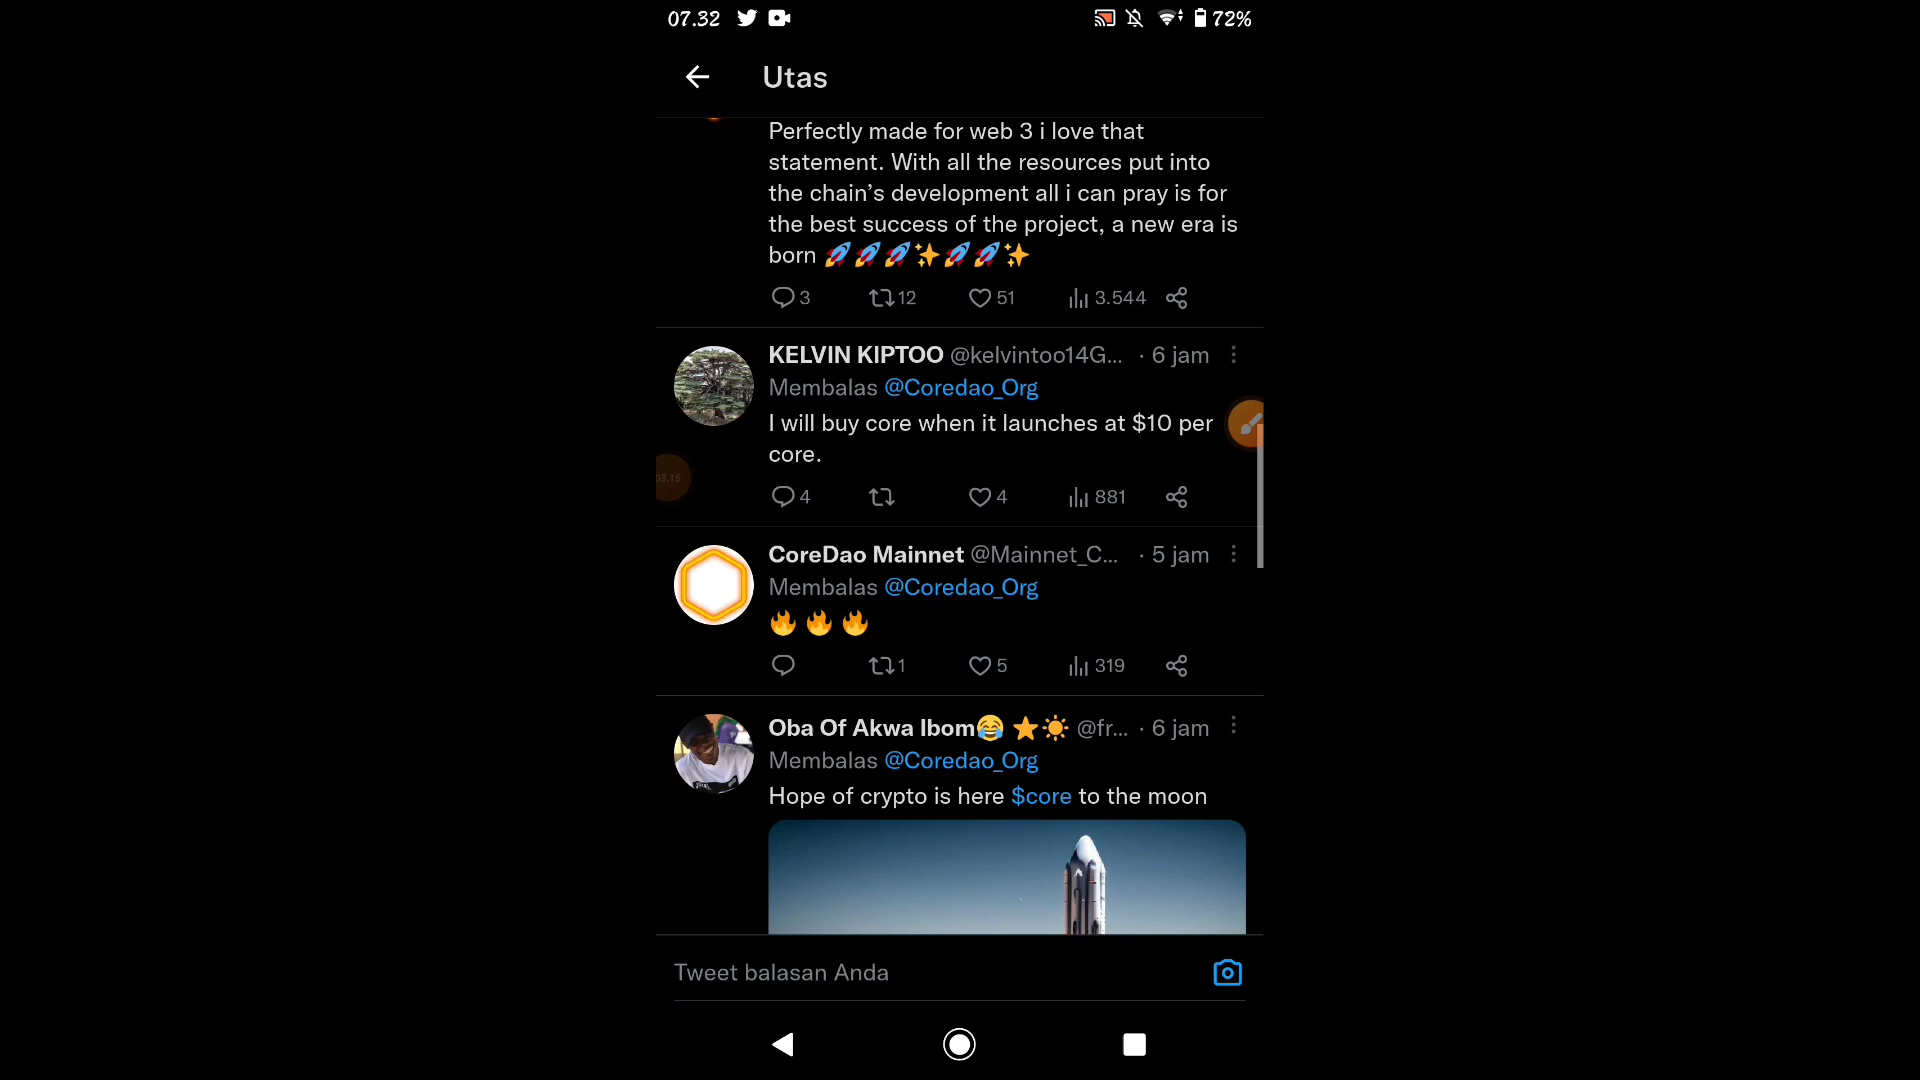 07.32 72%
Utas
Perfectly made for web 3 i love that
statement. With all the resources put into
the chain’s development all i can pray is for
the best success of the project, a new era is
born 🚀🚀🚀✨🚀🚀✨
3 12 51 3.544
KELVIN KIPTOO @kelvintoo14G... · 6 jam
Membalas @Coredao_Org
I will buy core when it launches at $10 per
core.
03:15
4 4 881
CoreDao Mainnet @Mainnet_C... · 5 jam
Membalas @Coredao_Org
🔥 🔥 🔥
1 5 319
Oba Of Akwa Ibom😂 ⭐☀ @fr... · 6 jam
Membalas @Coredao_Org
Hope of crypto is here $core to the moon
Tweet balasan Anda